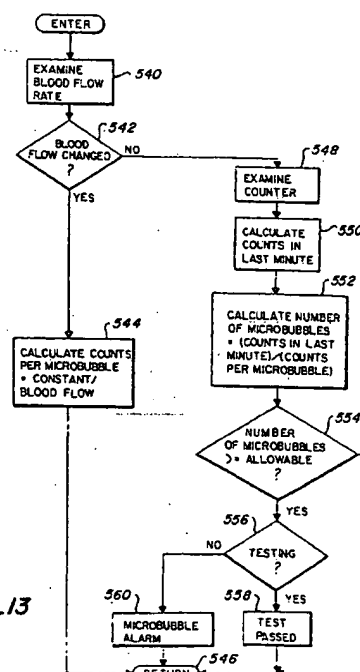 ENTER
EXAMINE
BLOOD FLOW
RATE
540
542
BLOOD
FLOW CHANGED
?
NO
YES
548
EXAMINE
COUNTER
550
CALCULATE
COUNTS IN
LAST MINUTE
552
CALCULATE NUMBER
OF MICROBUBBLES
= (COUNTS IN LAST
MINUTE)/(COUNTS
PER MICROBUBBLE)
544
CALCULATE COUNTS
PER MICROBUBBLE
= CONSTANT/
BLOOD FLOW
554
NUMBER
OF MICROBUBBLES
>= ALLOWABLE
?
YES
556
TESTING
?
NO
YES
560
MICROBUBBLE
ALARM
558
TEST
PASSED
546
RETURN
.13